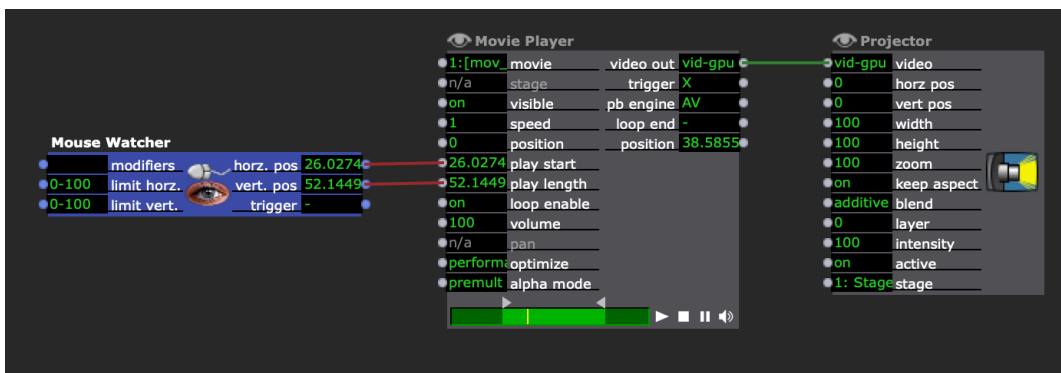 Mouse Watcher
modifiers horz. pos 26.0274
0-100 limit horz. vert. pos 52.1449
0-100 limit vert. trigger -
Movie Player
1:[mov_ movie video out vid-gpu
n/a stage trigger X
on visible pb engine AV
1 speed loop end -
0 position position 38.5855
26.0274 play start
52.1449 play length
on loop enable
100 volume
n/a pan
performa optimize
premult alpha mode
Projector
vid-gpu video
0 horz pos
0 vert pos
100 width
100 height
100 zoom
on keep aspect
additive blend
0 layer
100 intensity
on active
1: Stage stage